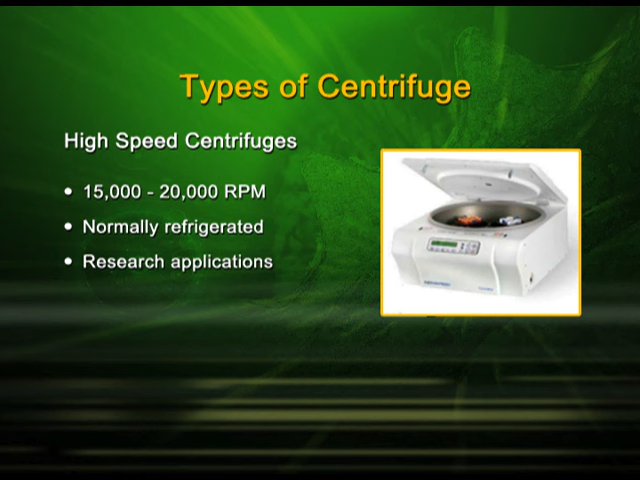 Types of Centrifuge
High Speed Centrifuges
• 15,000 - 20,000 RPM
• Normally refrigerated
• Research applications